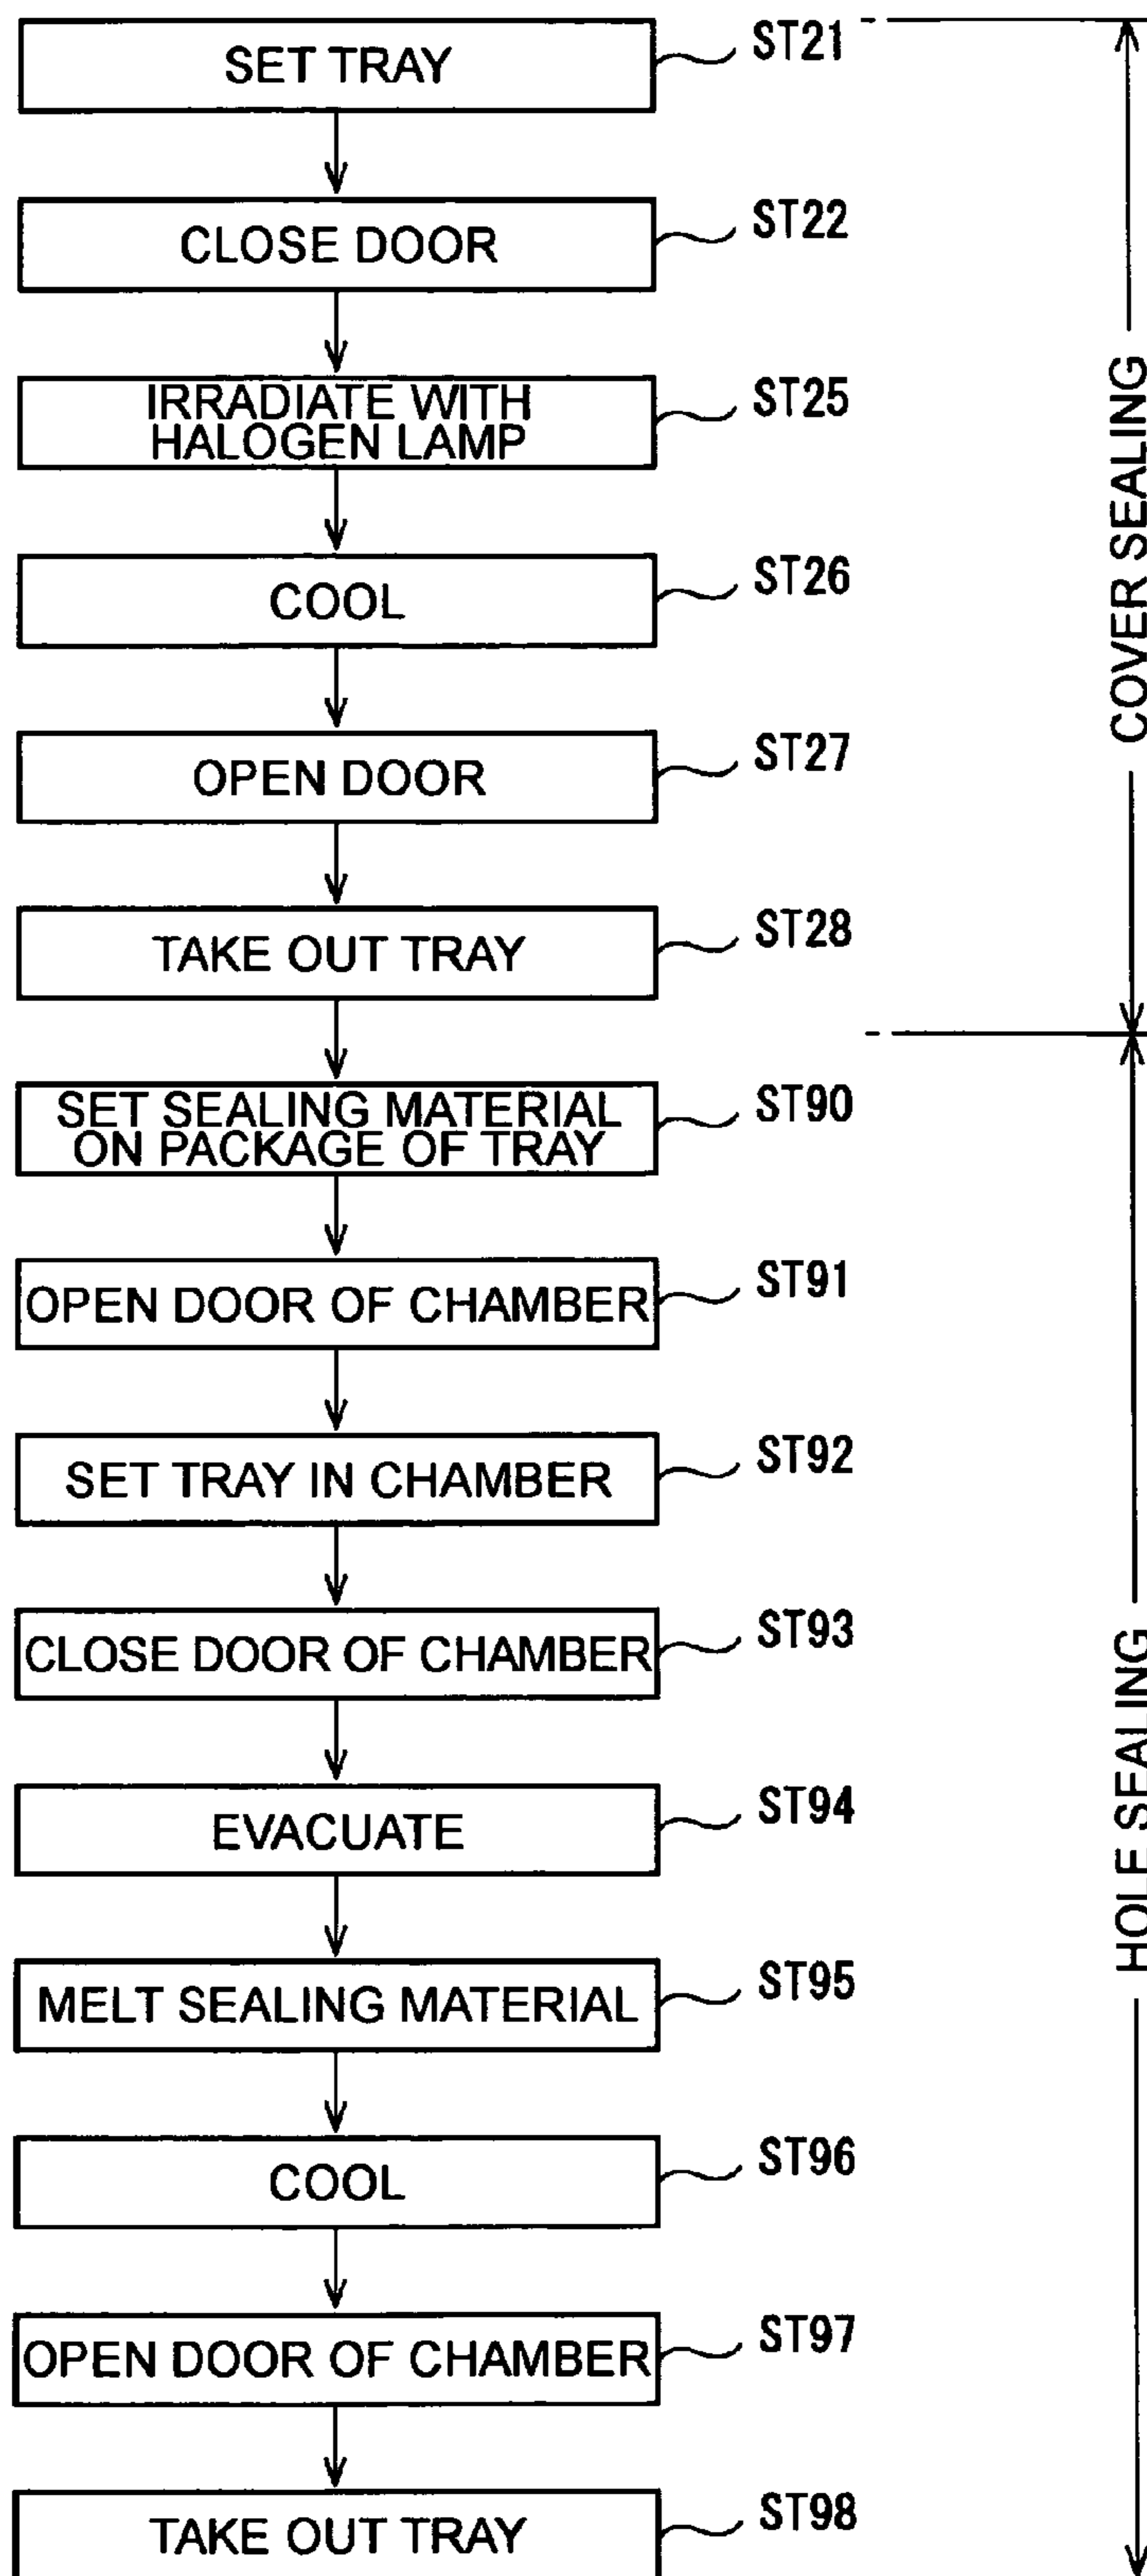 SET TRAY
ST21
CLOSE DOOR
ST22
IRRADIATE WITH
HALOGEN LAMP
ST25
COOL
ST26
OPEN DOOR
ST27
TAKE OUT TRAY
ST28
COVER SEALING
SET SEALING MATERIAL
ON PACKAGE OF TRAY
ST90
OPEN DOOR OF CHAMBER
ST91
SET TRAY IN CHAMBER
ST92
CLOSE DOOR OF CHAMBER
ST93
EVACUATE
ST94
MELT SEALING MATERIAL
ST95
COOL
ST96
OPEN DOOR OF CHAMBER
ST97
TAKE OUT TRAY
ST98
HOLE SEALING